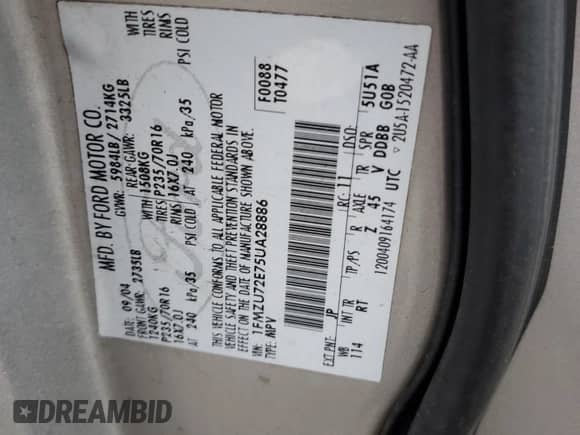 MFD. BY FORD MOTOR CO.
DATE: 09/04 GVWR: 5984LB/ 2714KG
FRONT GAWR: 2735LB REAR GAWR: 3325LB
1240KG 1508KG WITH
P235/70R16 TIRES P235/70R16 TIRES
16X7.0J RIMS 16X7.0J RIMS
AT 240 kPa/35 PSI COLD AT 240 kPa/35 PSI COLD
THIS VEHICLE CONFORMS TO ALL APPLICABLE FEDERAL MOTOR
VEHICLE SAFETY AND THEFT PREVENTION STANDARDS IN
EFFECT ON THE DATE OF MANUFACTURE SHOWN ABOVE.
VIN: 1FMZU72E75UA28886 F0088
TYPE: MPV T0477
EXT PNT: JP RC: 11 DSO:
WB INT TR TP/PS R AXLE TR SPR 5U51A
114 RT Z 45 V DDBB GOB
1200409164174 UTC ▽ 2U5A-1520472-AA
DREAMBID